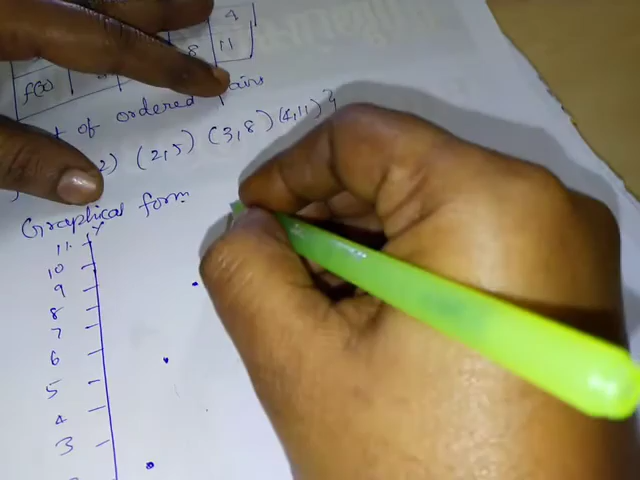 4
8 11
f(x)
of ordered
2) (2,5) (3,8) (4,11)}
Graphical form
Y
11
10
9
8
7
6
5
4
3